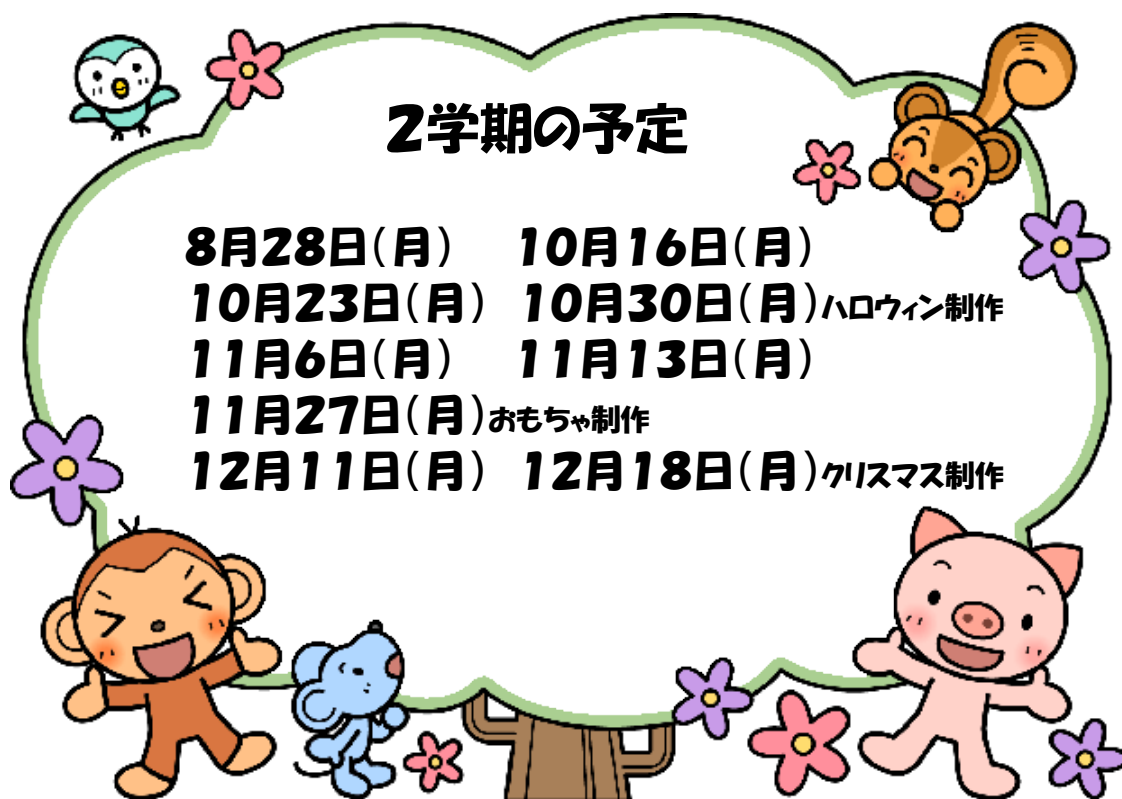 2学期の予定
8月28日(月) 10月16日(月)
10月23日(月) 10月30日(月)ハロウィン制作
11月6日(月) 11月13日(月)
11月27日(月)おもちゃ制作
12月11日(月) 12月18日(月)クリスマス制作